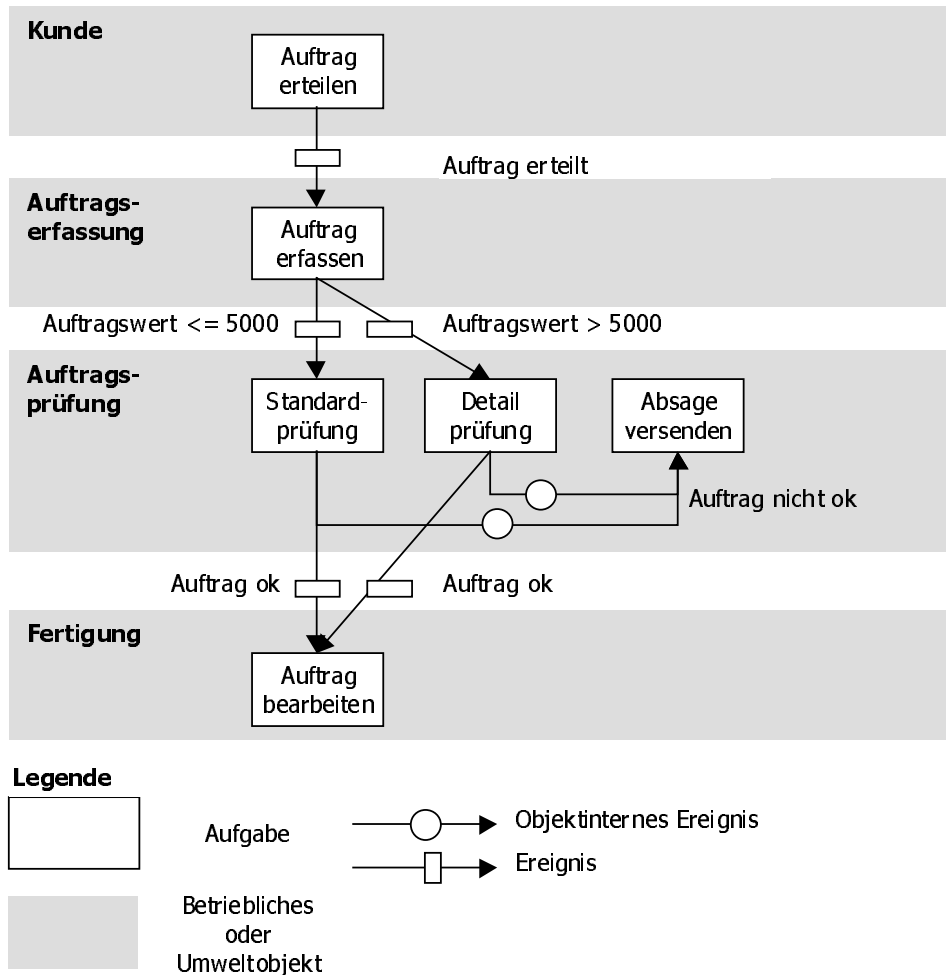 Kunde
Auftrag
erteilen
Auftrag erteilt
Auftrags-
erfassung
Auftrag
erfassen
Auftragswert <= 5000
Auftragswert > 5000
Auftrags-
prüfung
Standard-
prüfung
Detail
prüfung
Absage
versenden
Auftrag nicht ok
Auftrag ok
Auftrag ok
Fertigung
Auftrag
bearbeiten
Legende
Aufgabe
Objektinternes Ereignis
Ereignis
Betriebliches
oder
Umweltobjekt